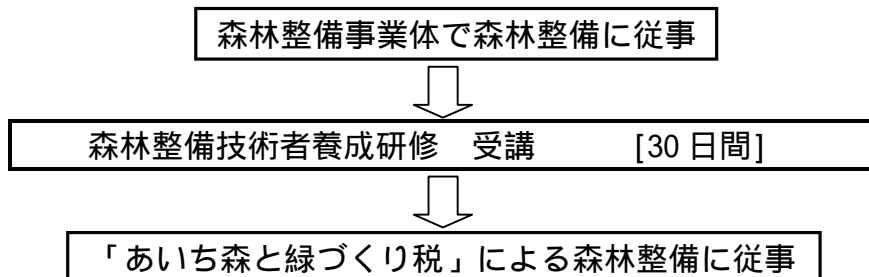 森林整備事業体で森林整備に従事
森林整備技術者養成研修　受講　　　[30 日間]
「あいち森と緑づくり税」による森林整備に従事